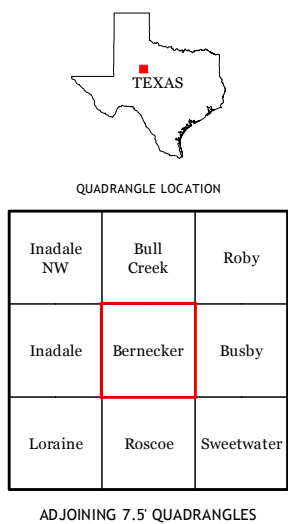 TEXAS
QUADRANGLE LOCATION
Inadale
NW
Bull
Creek
Roby
Inadale
Bernecker
Busby
Loraine
Roscoe
Sweetwater
ADJOINING 7.5' QUADRANGLES